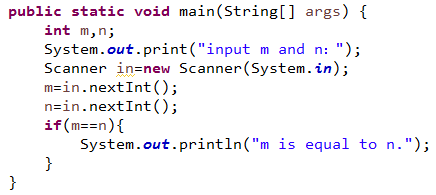 public static void main(String[] args) {
int m,n;
System.out.print("input m and n：");
Scanner in=new Scanner(System.in);
m=in.nextInt();
n=in.nextInt();
if(m==n){
System.out.println("m is equal to n.");
}
}